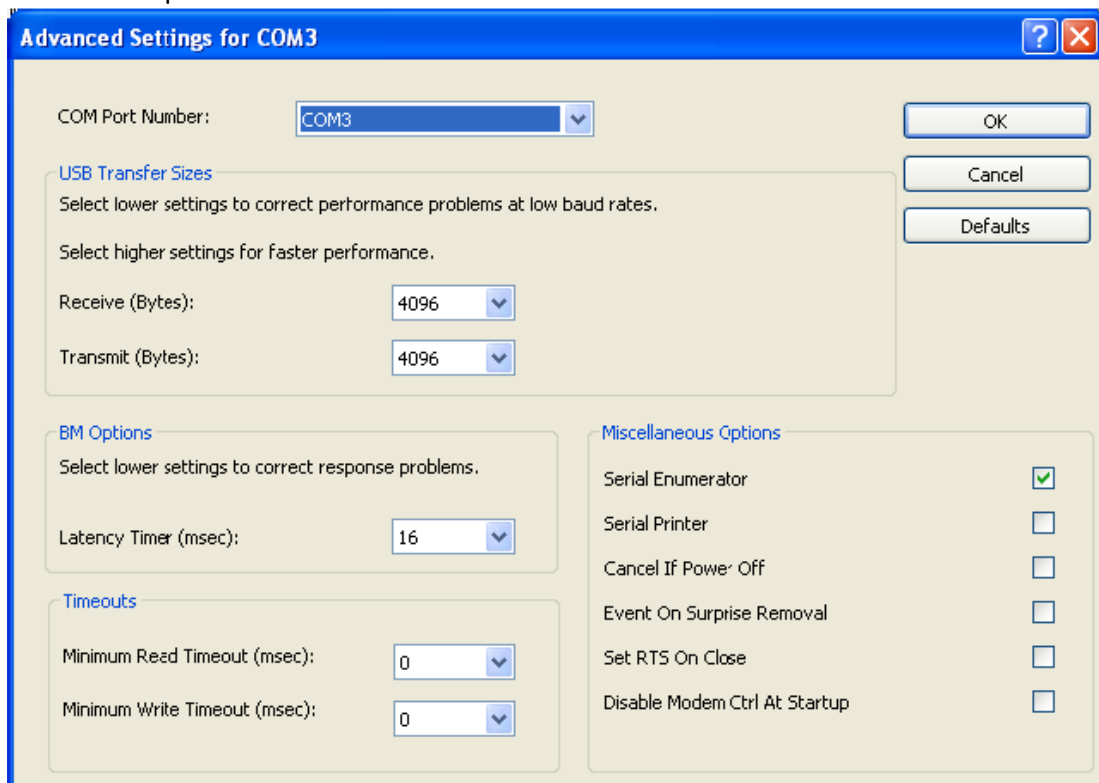 Advanced Settings for COM3
COM Port Number:
COM3
OK
Cancel
Defaults
USB Transfer Sizes
Select lower settings to correct performance problems at low baud rates.
Select higher settings for faster performance.
Receive (Bytes):
4096
Transmit (Bytes):
4096
BM Options
Select lower settings to correct response problems.
Latency Timer (msec):
16
Timeouts
Minimum Read Timeout (msec):
0
Minimum Write Timeout (msec):
0
Miscellaneous Options
Serial Enumerator
Serial Printer
Cancel If Power Off
Event On Surprise Removal
Set RTS On Close
Disable Modem Ctrl At Startup